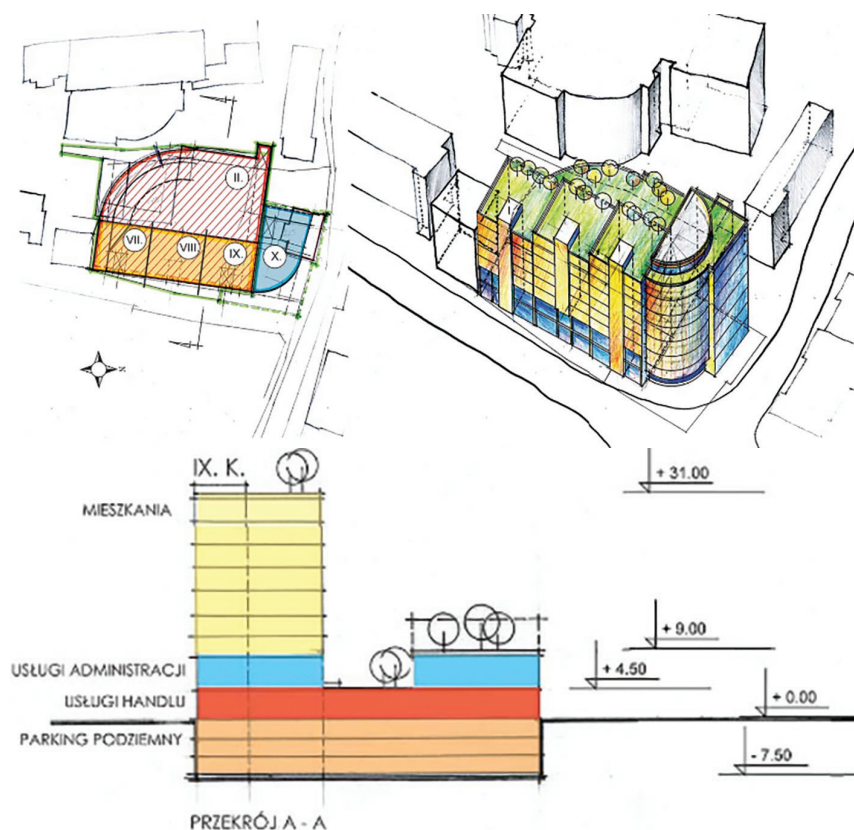 II.
VII.
VIII
IX.
X.
N
IX. K.
MIESZKANIA
+ 31.00
+ 9.00
USŁUGI ADMINISTRACJI
+ 4.50
USŁUGI HANDLU
+ 0.00
PARKING PODZIEMNY
- 7.50
PRZEKRÓJ A - A